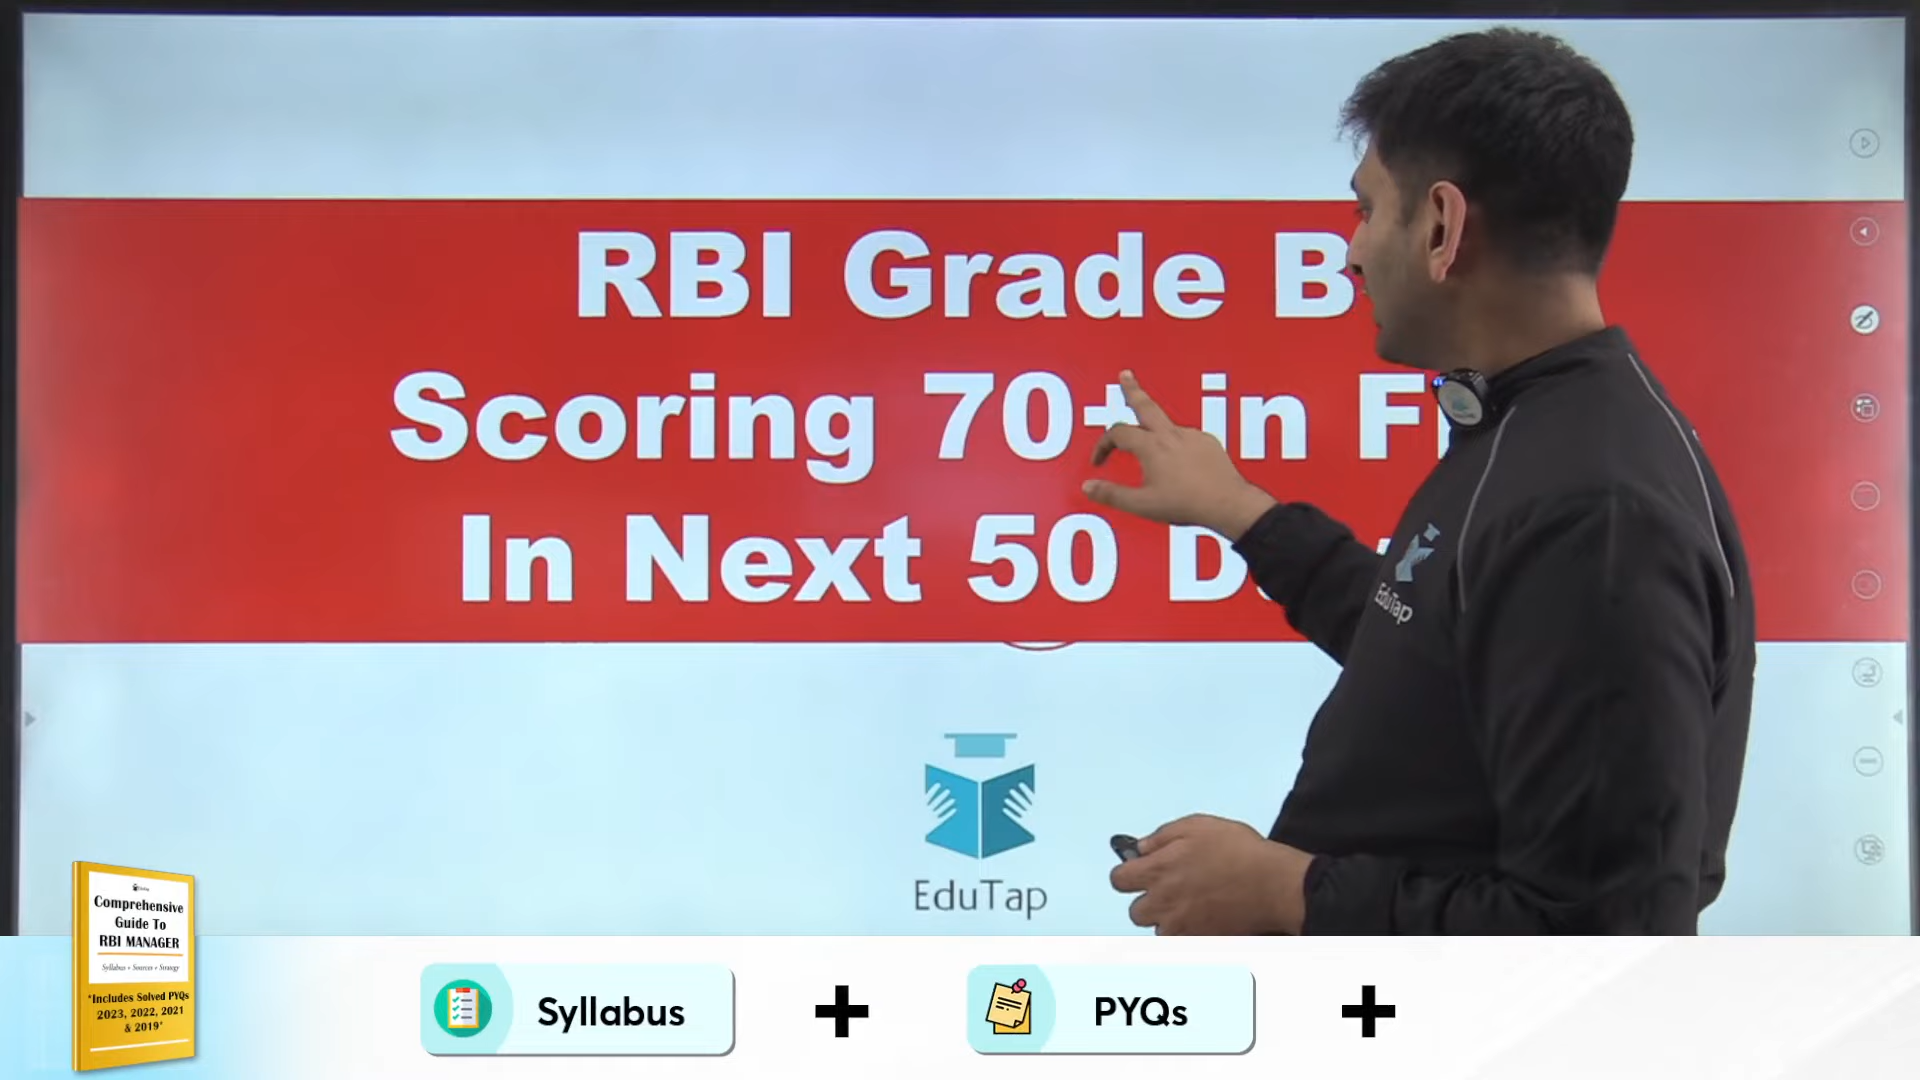 RBI Grade B
Scoring 70+ in
In Next 50
EduTap
EduTap
Comprehensive
Guide To
RBI MANAGER
Syllabus + Sources + Strategy
*Includes Solved PYQs
2023, 2022, 2021
& 2019*
Syllabus + PYQs +